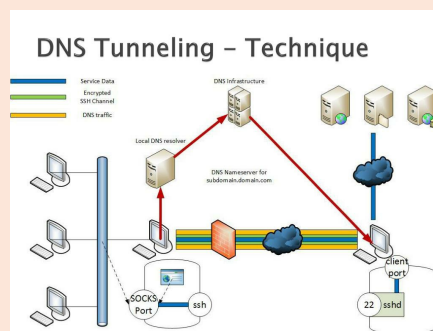 DNS Tunneling – Technique
Service Data
Encrypted
SSH Channel
DNS traffic
DNS Infrastructure
Local DNS resolver
DNS Nameserver for
subdomain.domain.com
SOCKS
Port
ssh
client
port
22
sshd